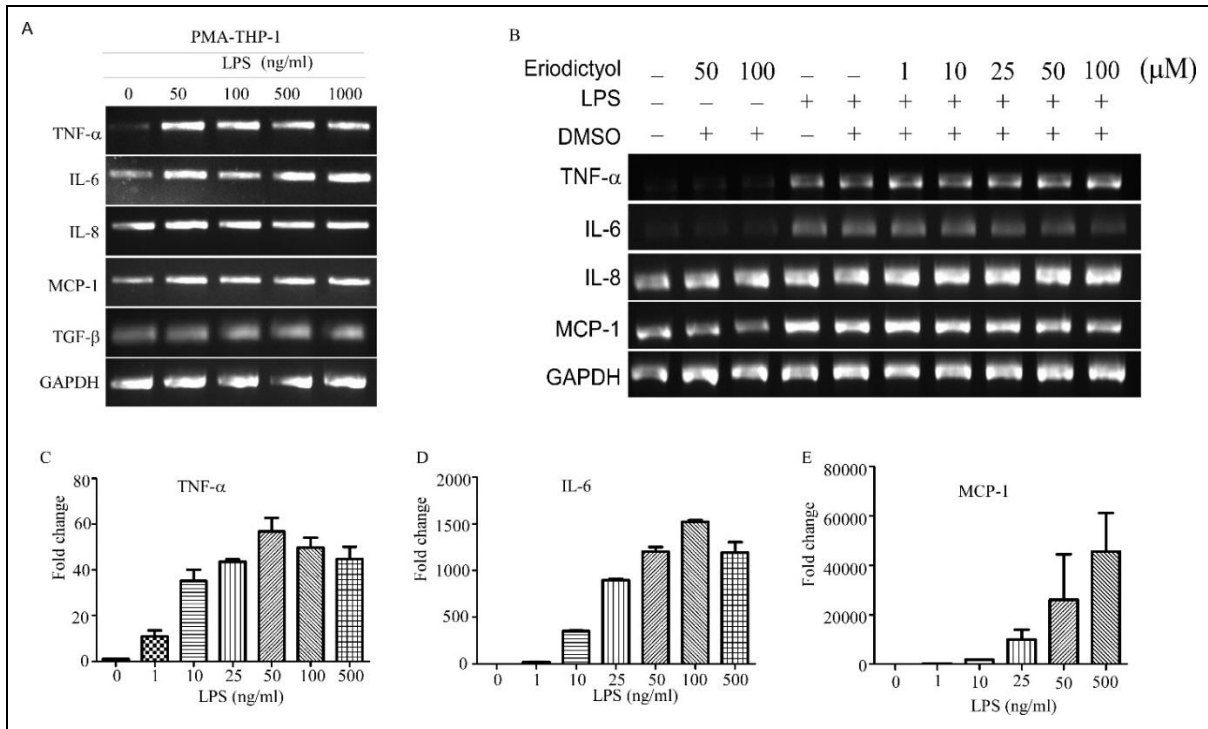 A
PMA-THP-1
LPS (ng/ml)
0 50 100 500 1000
TNF-α
IL-6
IL-8
MCP-1
TGF-β
GAPDH
B
Eriodictyol – 50 100 – – 1 10 25 50 100 (μM)
LPS – – – + + + + + + +
DMSO – + + – + + + + + +
TNF-α
IL-6
IL-8
MCP-1
GAPDH
C
TNF-α
Fold change
80
60
40
20
0
0 1 10 25 50 100 500
LPS (ng/ml)
D
IL-6
Fold change
2000
1500
1000
500
0
0 1 10 25 50 100 500
LPS (ng/ml)
E
MCP-1
Fold change
80000
60000
40000
20000
0
0 1 10 25 50 500
LPS (ng/ml)